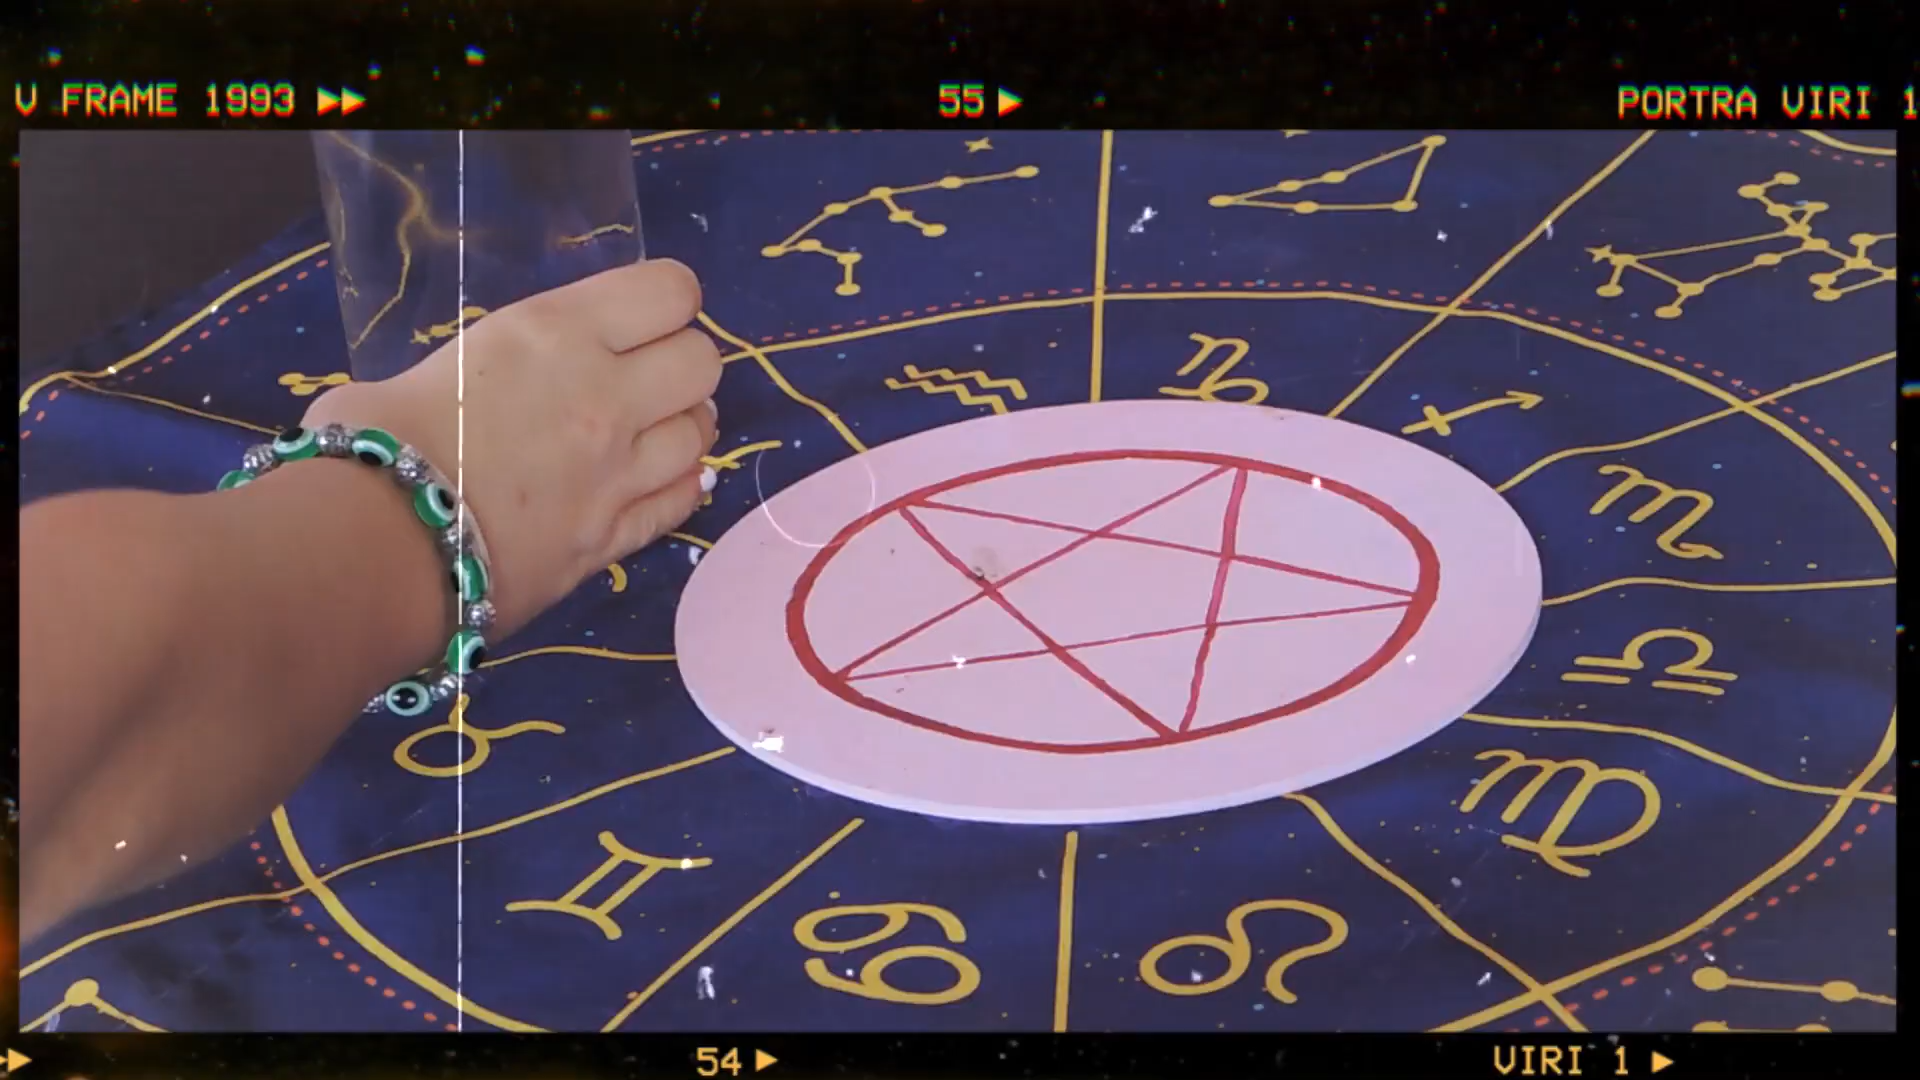 V FRAME 1993 ▶▶
55 ▶
PORTRA VIRI 1
54 ▶
VIRI 1 ▶